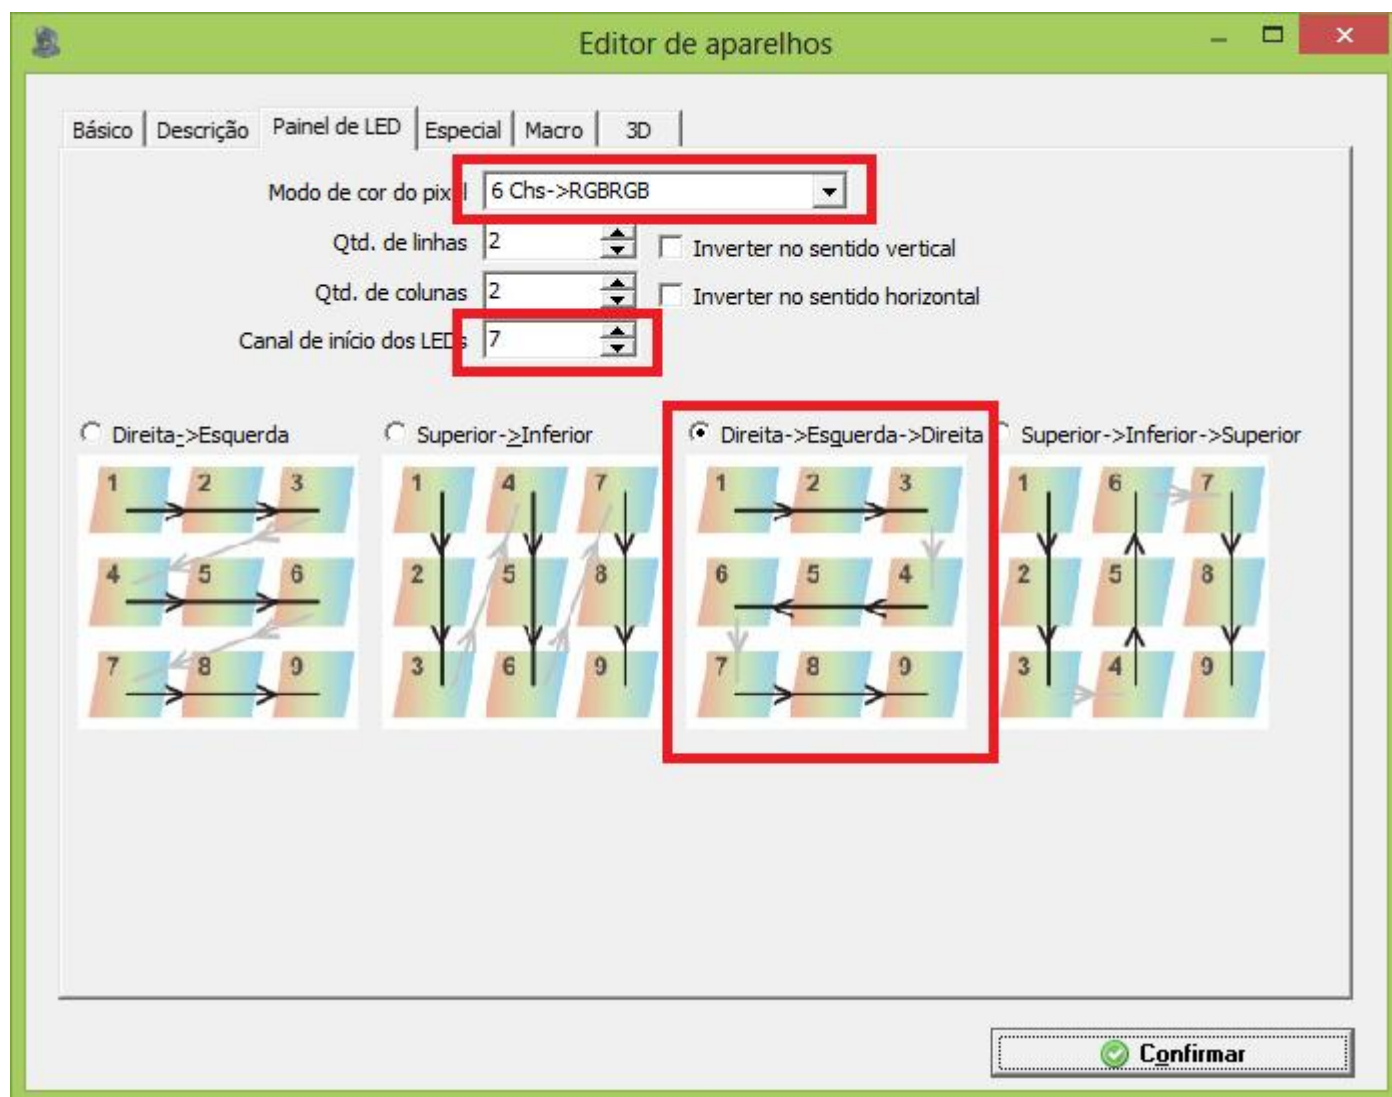 Editor de aparelhos
Básico Descrição Painel de LED Especial Macro 3D
Modo de cor do pixel 6 Chs->RGBRGB
Qtd. de linhas 2 Inverter no sentido vertical
Qtd. de colunas 2 Inverter no sentido horizontal
Canal de início dos LEDs 7
Direita->Esquerda Superior->Inferior Direita->Esquerda->Direita Superior->Inferior->Superior
1 2 3 1 4 7 1 2 3 1 6 7
4 5 6 2 5 8 6 5 4 2 5 8
7 8 9 3 6 9 7 8 9 3 4 9
Confirmar